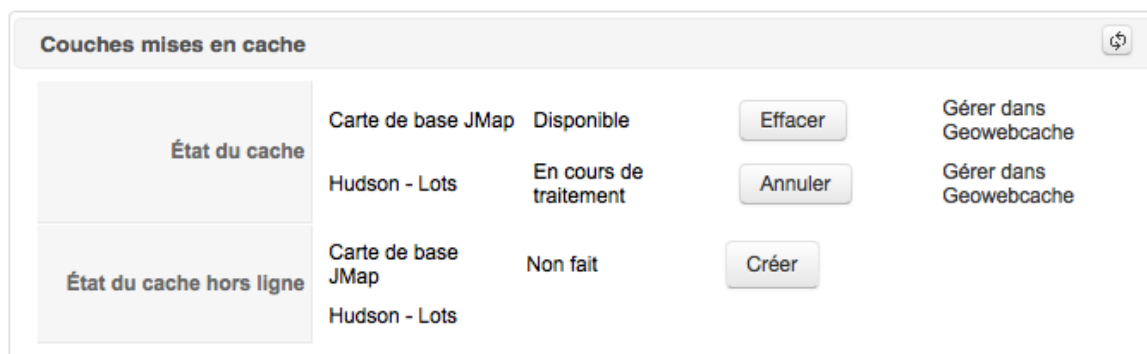 Couches mises en cache
État du cache
Carte de base JMap Disponible Effacer Gérer dans
Geowebcache
Hudson - Lots En cours de
traitement Annuler Gérer dans
Geowebcache
État du cache hors ligne
Carte de base
JMap Non fait Créer
Hudson - Lots